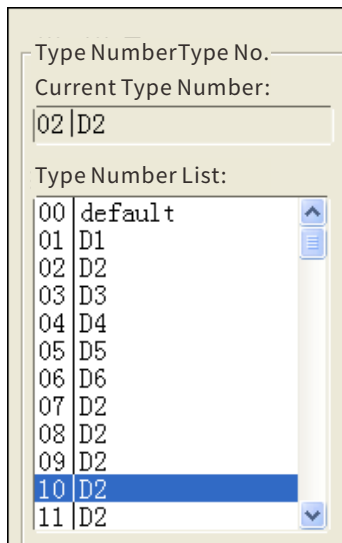 Type NumberType No.
Current Type Number:
02|D2
Type Number List:
00|default
01|D1
02|D2
03|D3
04|D4
05|D5
06|D6
07|D2
08|D2
09|D2
10|D2
11|D2